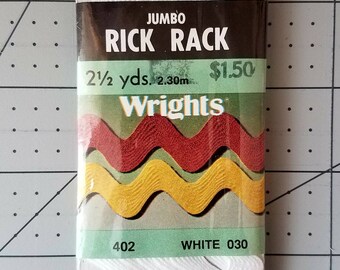 JUMBO
RICK RACK
2½ yds. 2.30m $1.50
Wrights®
402 WHITE 030